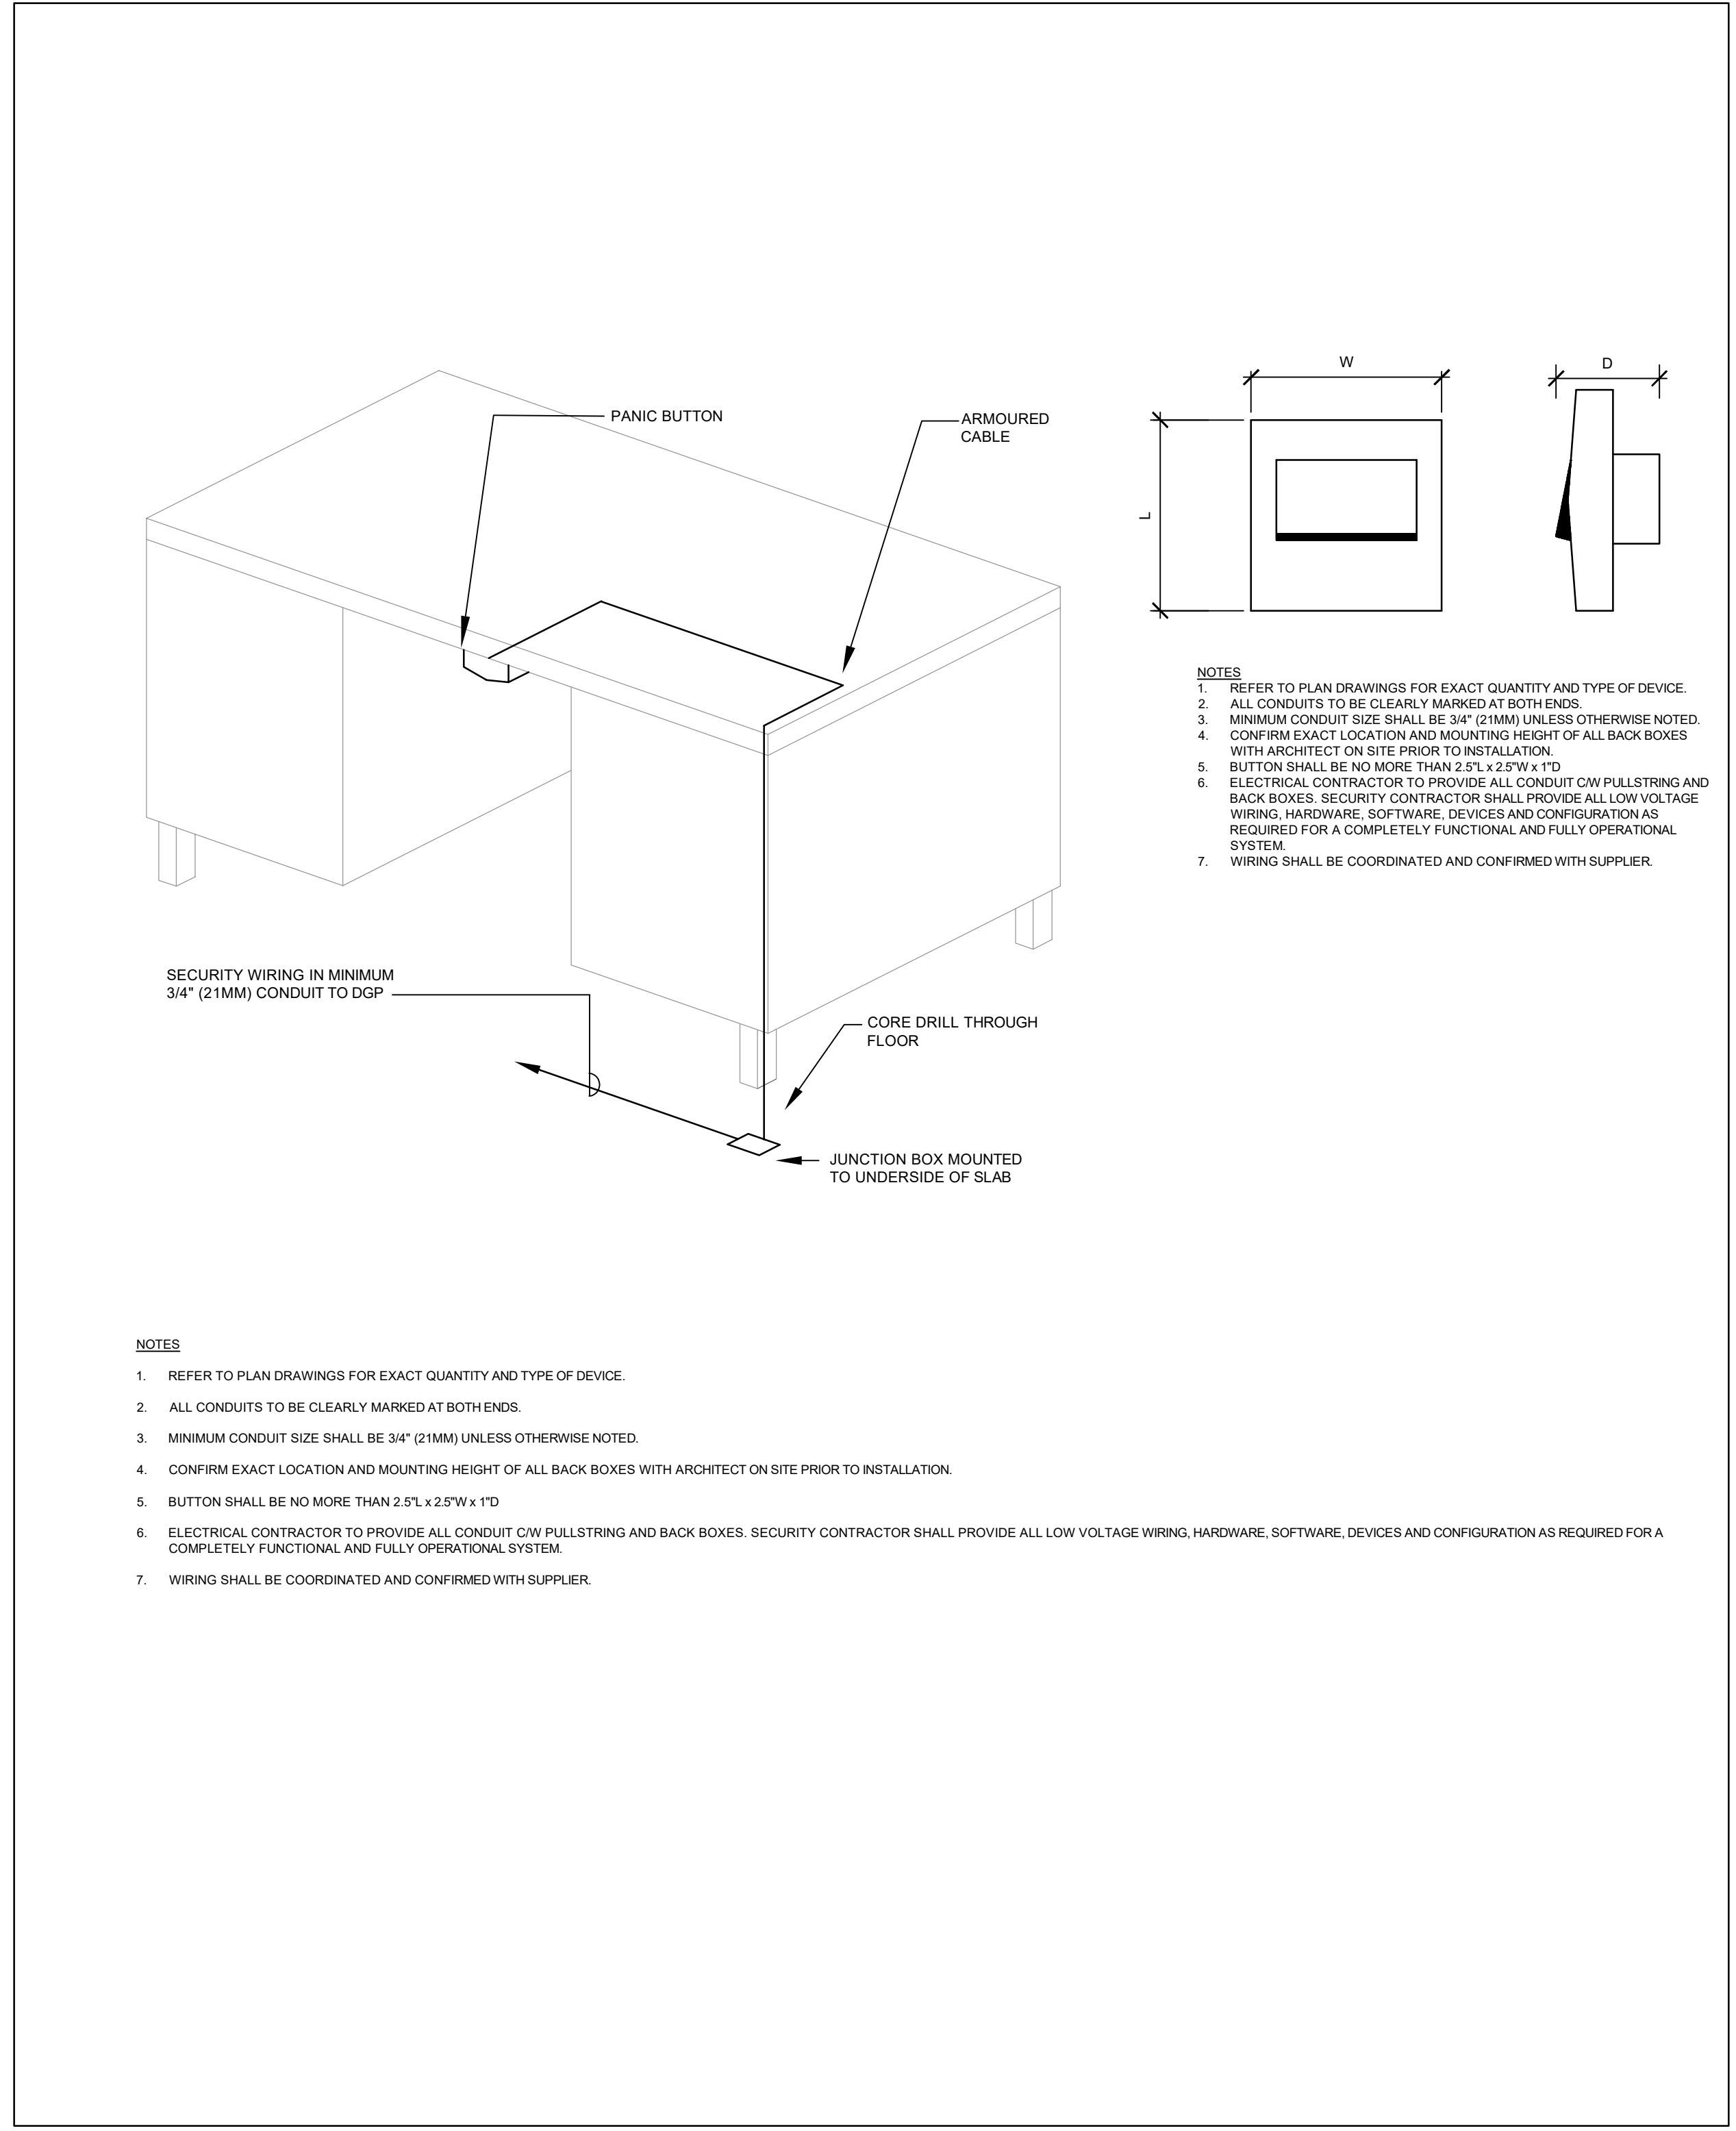 PANIC BUTTON
ARMOURED
CABLE
W
D
L
NOTES
1. REFER TO PLAN DRAWINGS FOR EXACT QUANTITY AND TYPE OF DEVICE.
2. ALL CONDUITS TO BE CLEARLY MARKED AT BOTH ENDS.
3. MINIMUM CONDUIT SIZE SHALL BE 3/4" (21MM) UNLESS OTHERWISE NOTED.
4. CONFIRM EXACT LOCATION AND MOUNTING HEIGHT OF ALL BACK BOXES
WITH ARCHITECT ON SITE PRIOR TO INSTALLATION.
5. BUTTON SHALL BE NO MORE THAN 2.5"L x 2.5"W x 1"D
6. ELECTRICAL CONTRACTOR TO PROVIDE ALL CONDUIT C/W PULLSTRING AND
BACK BOXES. SECURITY CONTRACTOR SHALL PROVIDE ALL LOW VOLTAGE
WIRING, HARDWARE, SOFTWARE, DEVICES AND CONFIGURATION AS
REQUIRED FOR A COMPLETELY FUNCTIONAL AND FULLY OPERATIONAL
SYSTEM.
7. WIRING SHALL BE COORDINATED AND CONFIRMED WITH SUPPLIER.
SECURITY WIRING IN MINIMUM
3/4" (21MM) CONDUIT TO DGP
CORE DRILL THROUGH
FLOOR
JUNCTION BOX MOUNTED
TO UNDERSIDE OF SLAB
NOTES
1. REFER TO PLAN DRAWINGS FOR EXACT QUANTITY AND TYPE OF DEVICE.
2. ALL CONDUITS TO BE CLEARLY MARKED AT BOTH ENDS.
3. MINIMUM CONDUIT SIZE SHALL BE 3/4" (21MM) UNLESS OTHERWISE NOTED.
4. CONFIRM EXACT LOCATION AND MOUNTING HEIGHT OF ALL BACK BOXES WITH ARCHITECT ON SITE PRIOR TO INSTALLATION.
5. BUTTON SHALL BE NO MORE THAN 2.5"L x 2.5"W x 1"D
6. ELECTRICAL CONTRACTOR TO PROVIDE ALL CONDUIT C/W PULLSTRING AND BACK BOXES. SECURITY CONTRACTOR SHALL PROVIDE ALL LOW VOLTAGE WIRING, HARDWARE, SOFTWARE, DEVICES AND CONFIGURATION AS REQUIRED FOR A
COMPLETELY FUNCTIONAL AND FULLY OPERATIONAL SYSTEM.
7. WIRING SHALL BE COORDINATED AND CONFIRMED WITH SUPPLIER.